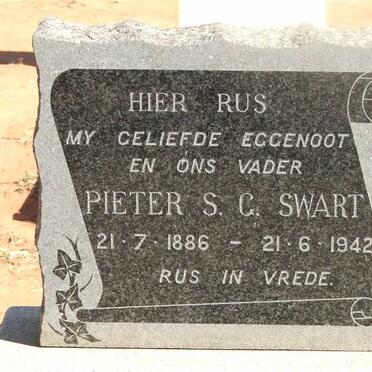 HIER RUS
MY GELIEFDE EGGENOOT
EN ONS VADER
PIETER S. G. SWART
21·7·1886 – 21·6·1942
RUS IN VREDE.